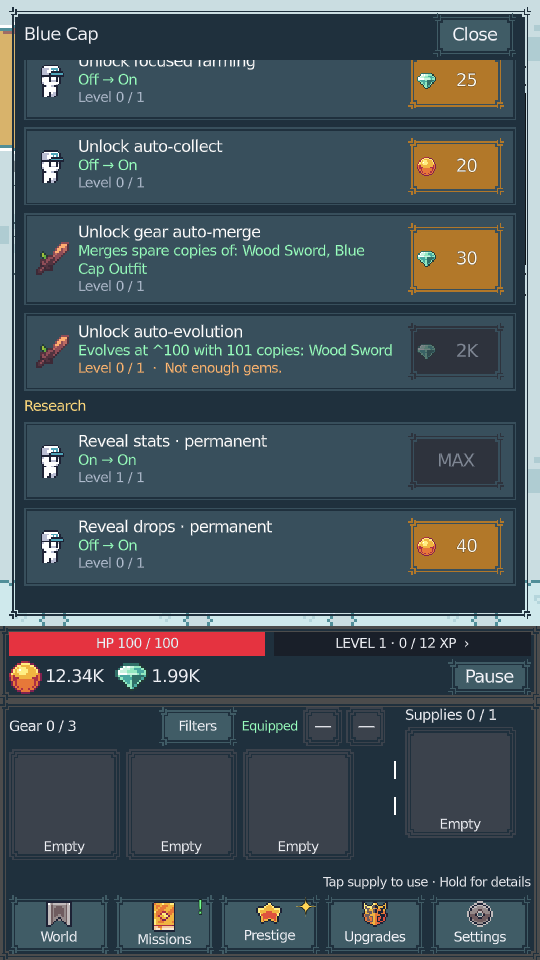 Blue Cap
Close
Unlock focused farming
Off → On
Level 0 / 1
25
Unlock auto-collect
Off → On
Level 0 / 1
20
Unlock gear auto-merge
Merges spare copies of: Wood Sword, Blue
Cap Outfit
Level 0 / 1
30
Unlock auto-evolution
Evolves at ^100 with 101 copies: Wood Sword
Level 0 / 1 · Not enough gems.
2K
Research
Reveal stats · permanent
On → On
Level 1 / 1
MAX
Reveal drops · permanent
Off → On
Level 0 / 1
40
HP 100 / 100
LEVEL 1 · 0 / 12 XP ›
12.34K
1.99K
Pause
Gear 0 / 3
Filters
Equipped
—
—
Supplies 0 / 1
Empty
Empty
Empty
Empty
Tap supply to use · Hold for details
World
Missions
!
Prestige
Upgrades
Settings